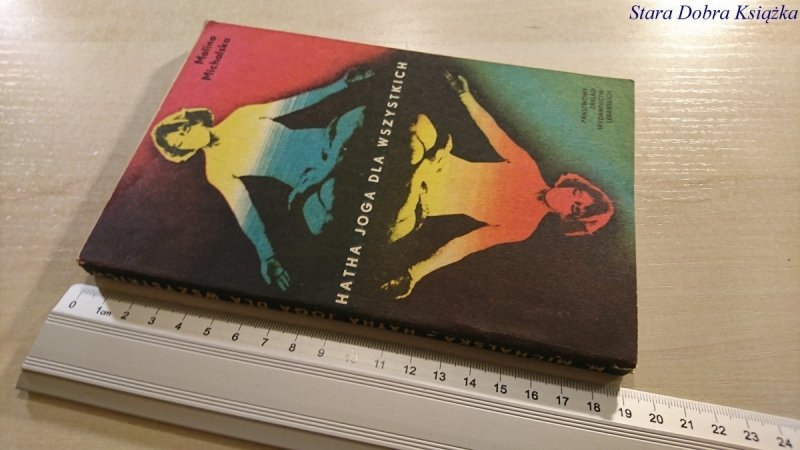 Stara Dobra Książka
Malina
Michalska
HATHA JOGA DLA WSZYSTKICH
PAŃSTWOWY
ZAKŁAD
WYDAWNICTW
LEKARSKICH
M. MICHALSKA HATHA JOGA DLA WSZYSTKICH
0 1cm 2 3 4 5 6 7 8 9 10 11 12 13 14 15 16 17 18 19 20 21 22 23 24